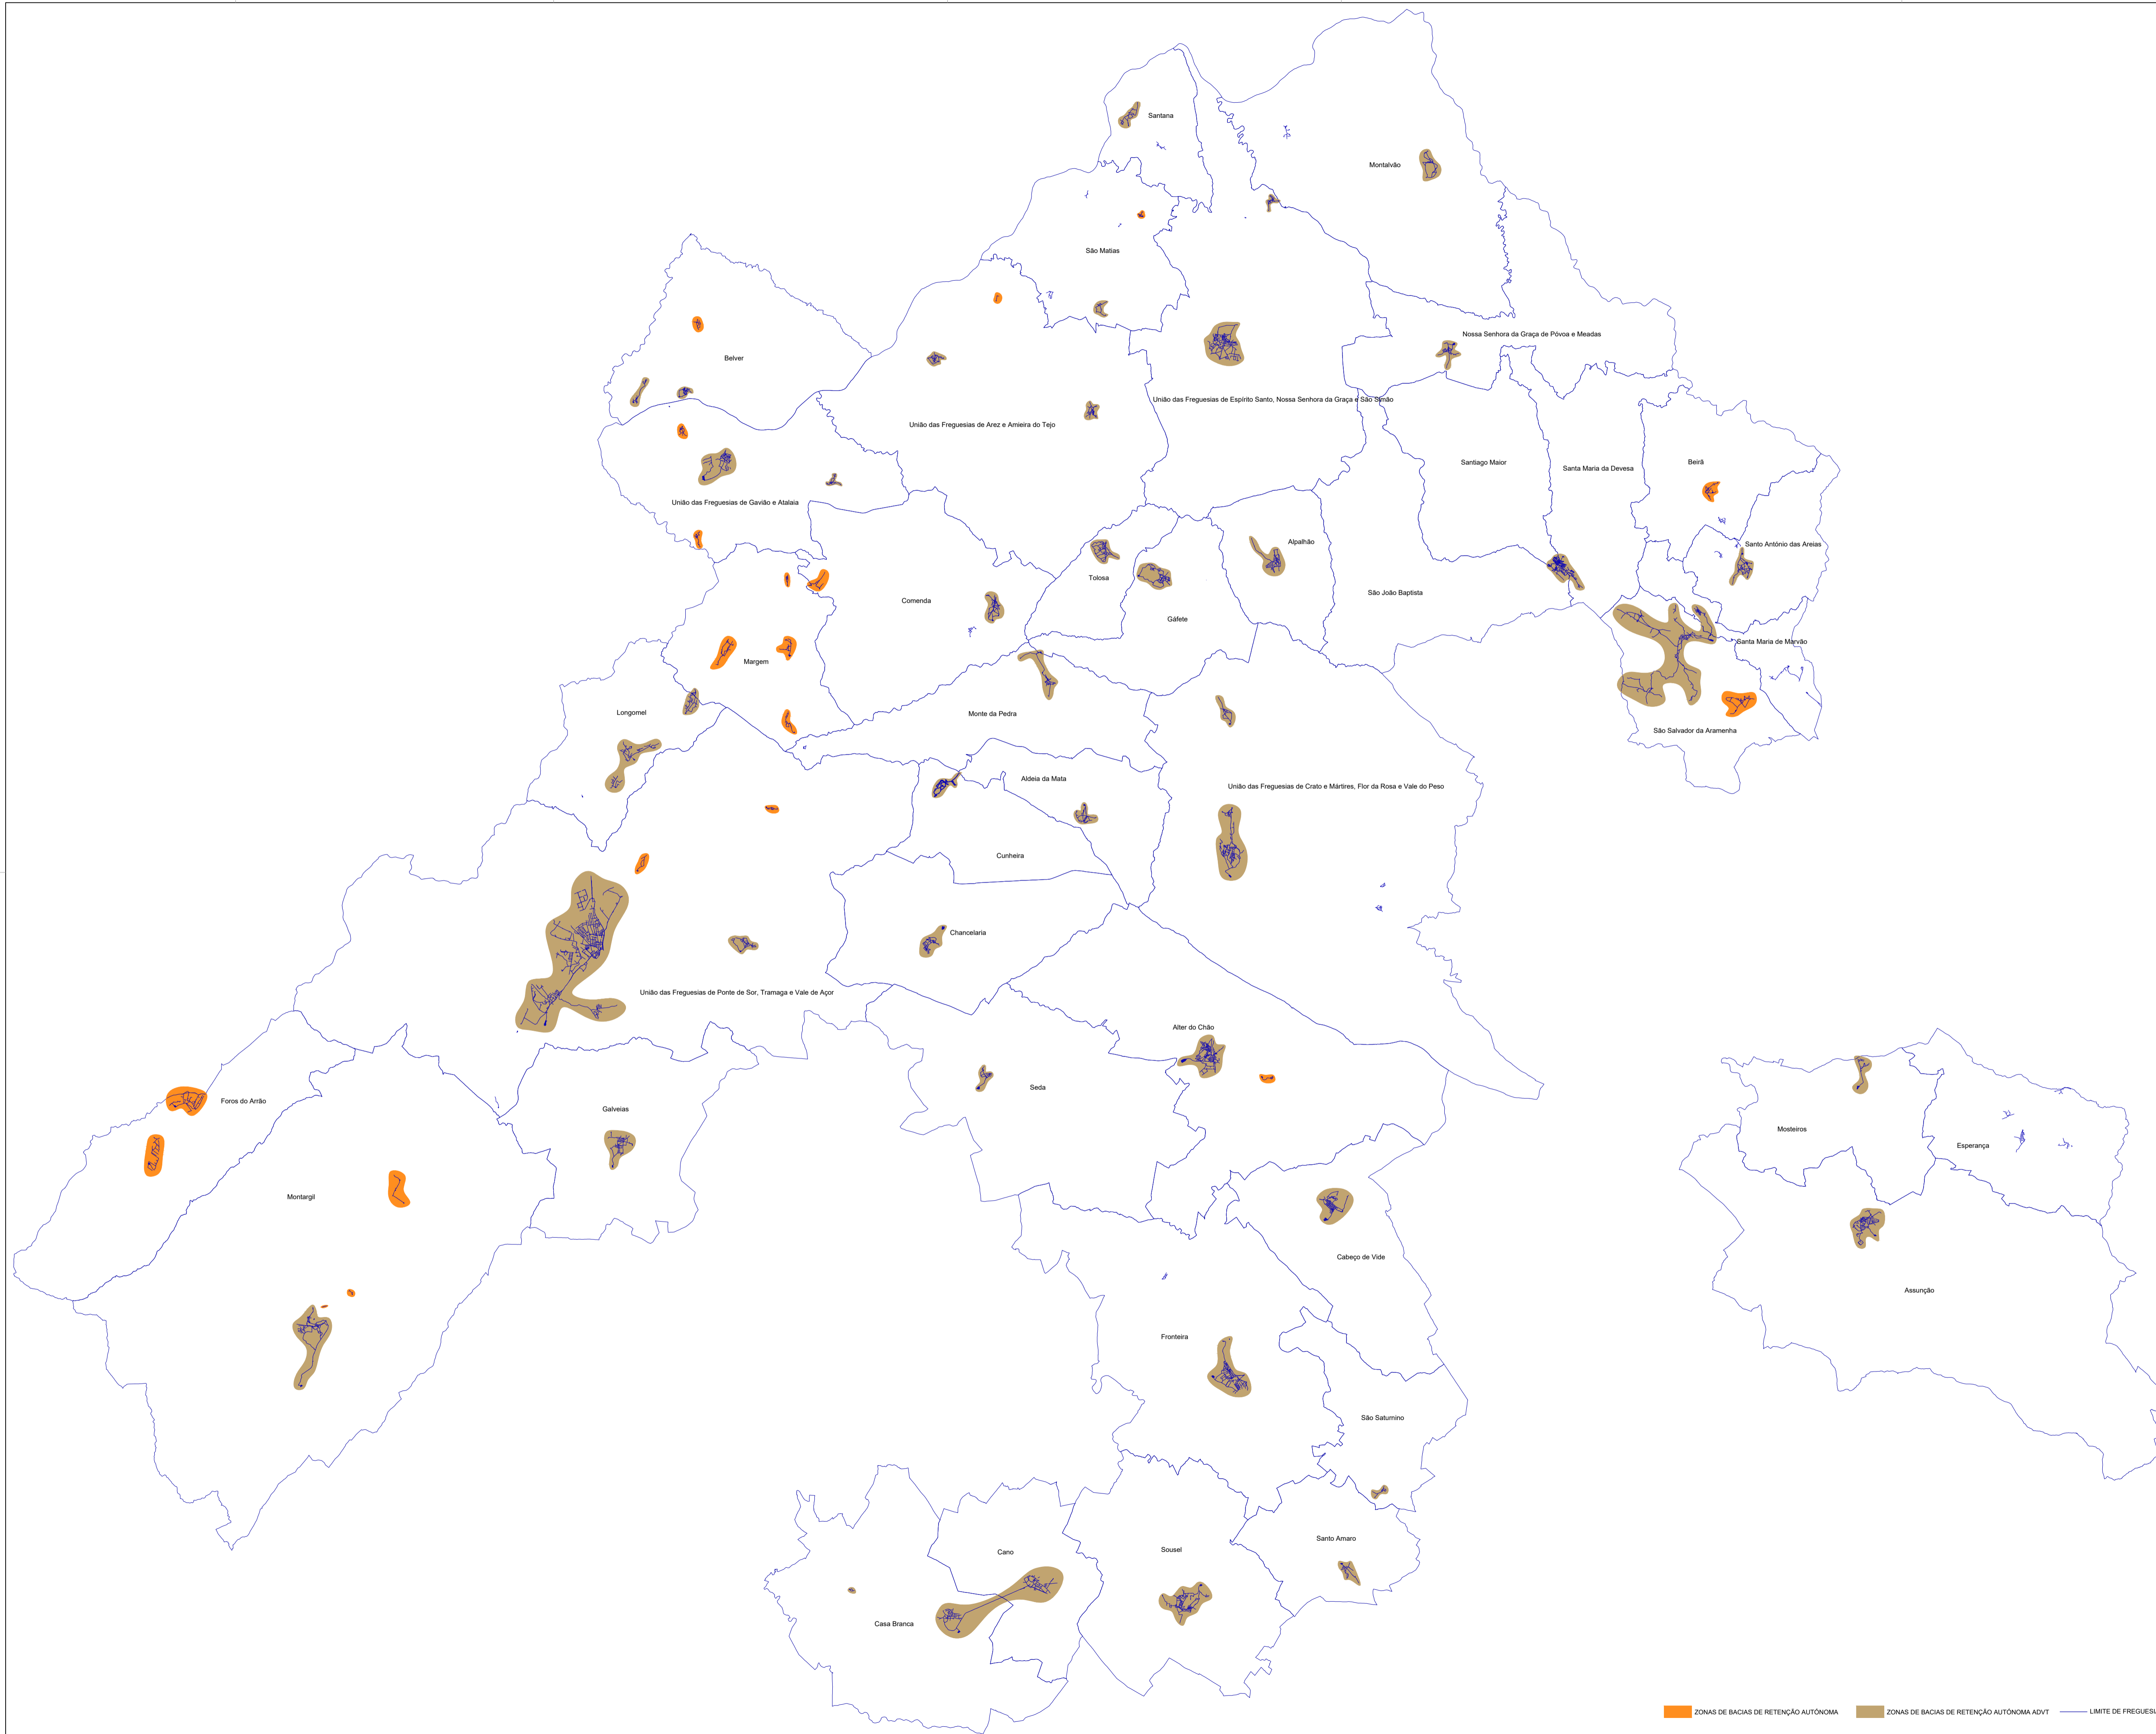 Santana
Montalvão
São Matias
Nossa Senhora da Graça de Póvoa e Meadas
Belver
União das Freguesias de Espírito Santo, Nossa Senhora da Graça e São Simão
União das Freguesias de Arez e Amieira do Tejo
Santiago Maior
Santa Maria da Devesa
Beirã
União das Freguesias de Gavião e Atalaia
Alpalhão
Santo António das Areias
Tolosa
São João Baptista
Comenda
Gáfete
Santa Maria de Marvão
Margem
Longomel
Monte da Pedra
São Salvador da Aramenha
Aldeia da Mata
União das Freguesias de Crato e Mártires, Flor da Rosa e Vale do Peso
Cunheira
Chancelaria
União das Freguesias de Ponte de Sor, Tramaga e Vale de Açor
Alter do Chão
Seda
Foros do Arrão
Galveias
Mosteiros
Esperança
Montargil
Cabeço de Vide
Assunção
Fronteira
São Saturnino
Santo Amaro
Sousel
Cano
Casa Branca
ZONAS DE BACIAS DE RETENÇÃO AUTÓNOMA
ZONAS DE BACIAS DE RETENÇÃO AUTÓNOMA ADVT
LIMITE DE FREGUES